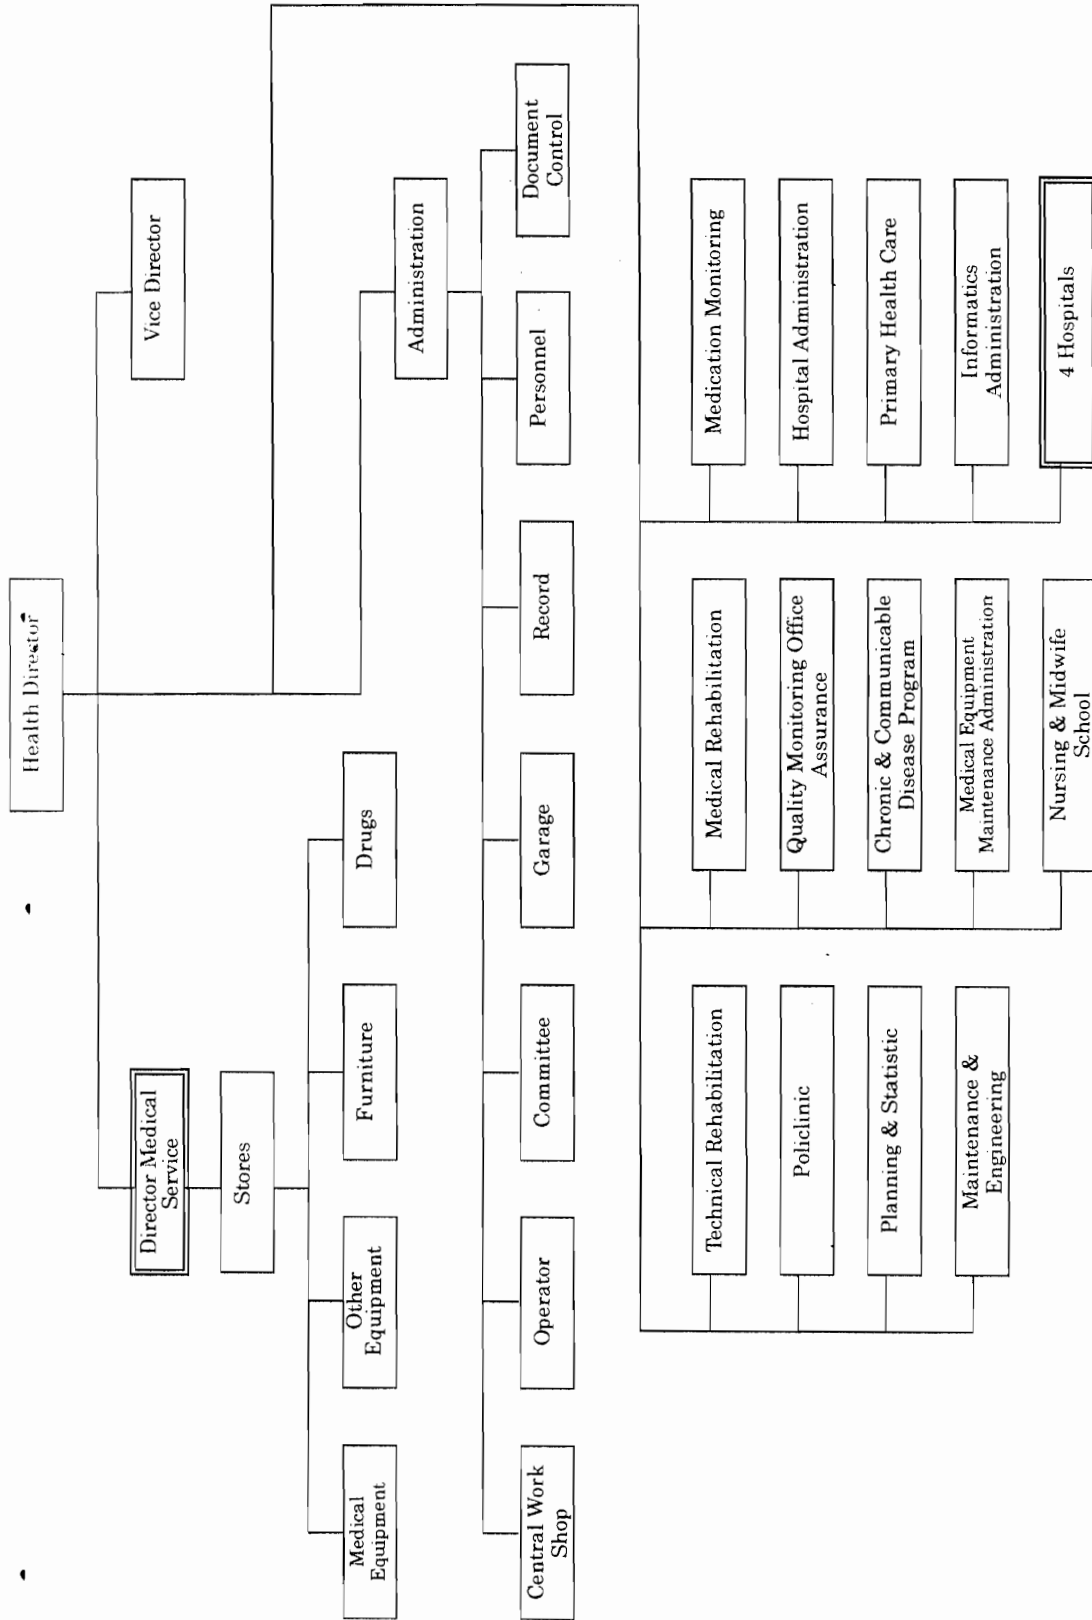 Health Director
Director Medical
Service
Vice Director
Stores
Medical
Equipment
Other
Equipment
Furniture
Drugs
Administration
Central Work
Shop
Operator
Committee
Garage
Record
Personnel
Document
Control
Technical Rehabilitation
Policlinic
Planning & Statistic
Maintenance &
Engineering
Medical Rehabilitation
Quality Monitoring Office
Assurance
Chronic & Communicable
Disease Program
Medical Equipment
Maintenance Administration
Nursing & Midwife
School
Medication Monitoring
Hospital Administration
Primary Health Care
Informatics
Administration
4 Hospitals